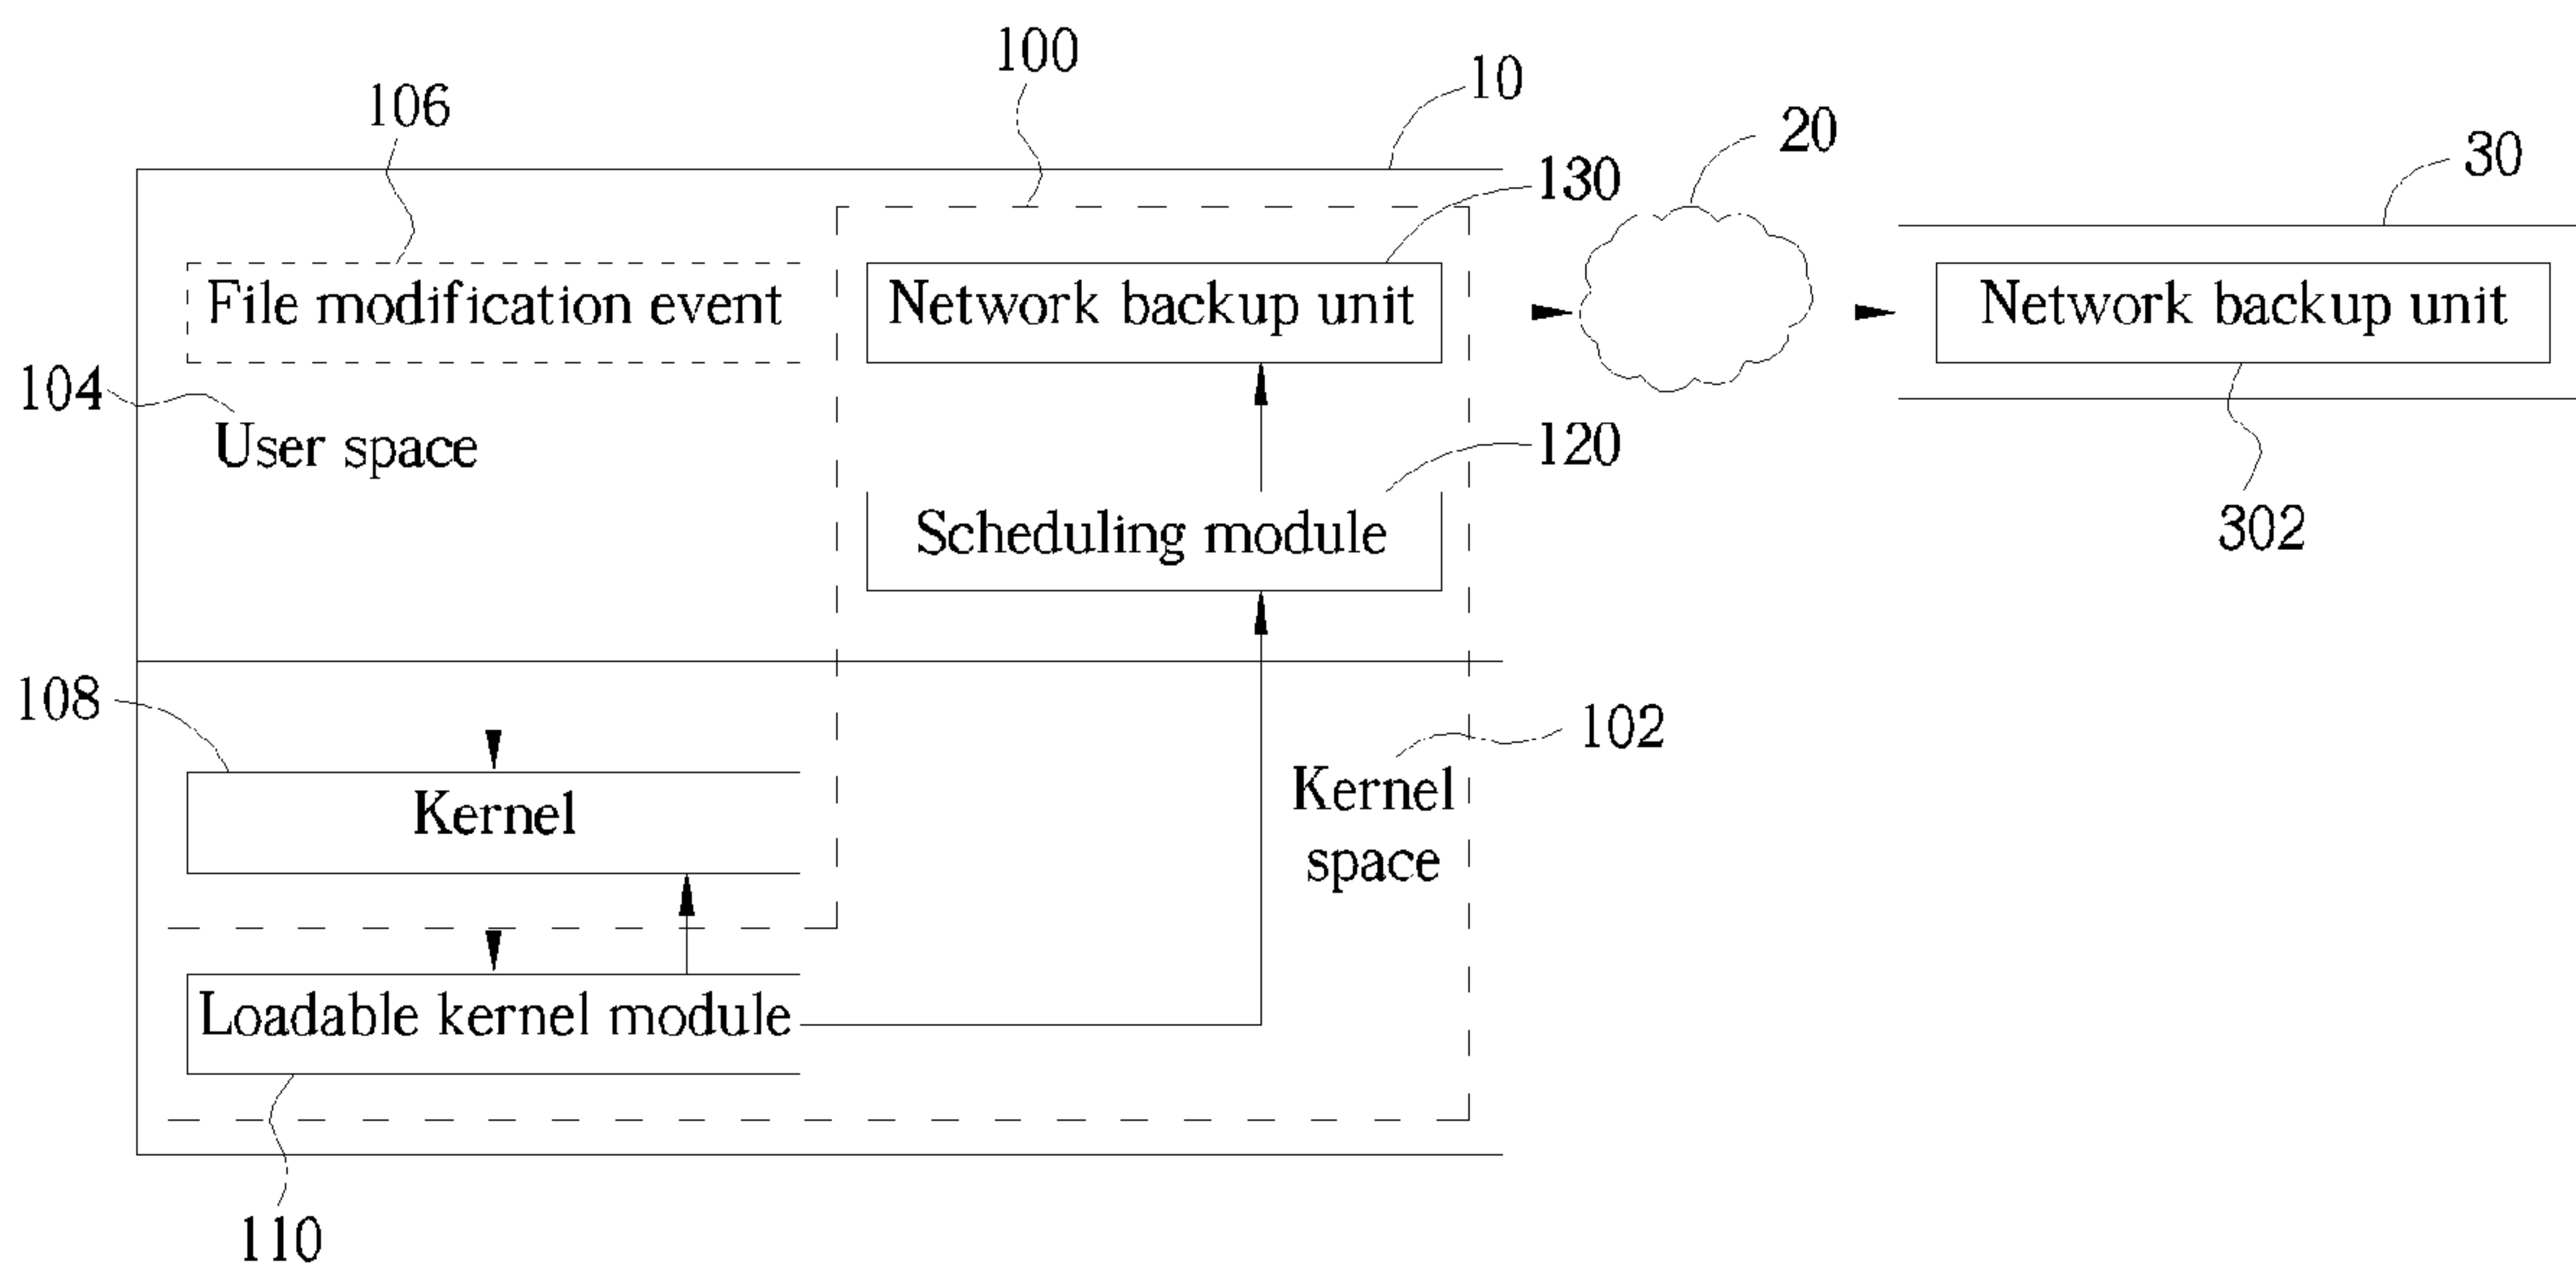 100
10
106
20
30
130
File modification event
Network backup unit
Network backup unit
104
User space
120
302
Scheduling module
108
102
Kernel
space
Kernel
Loadable kernel module
110